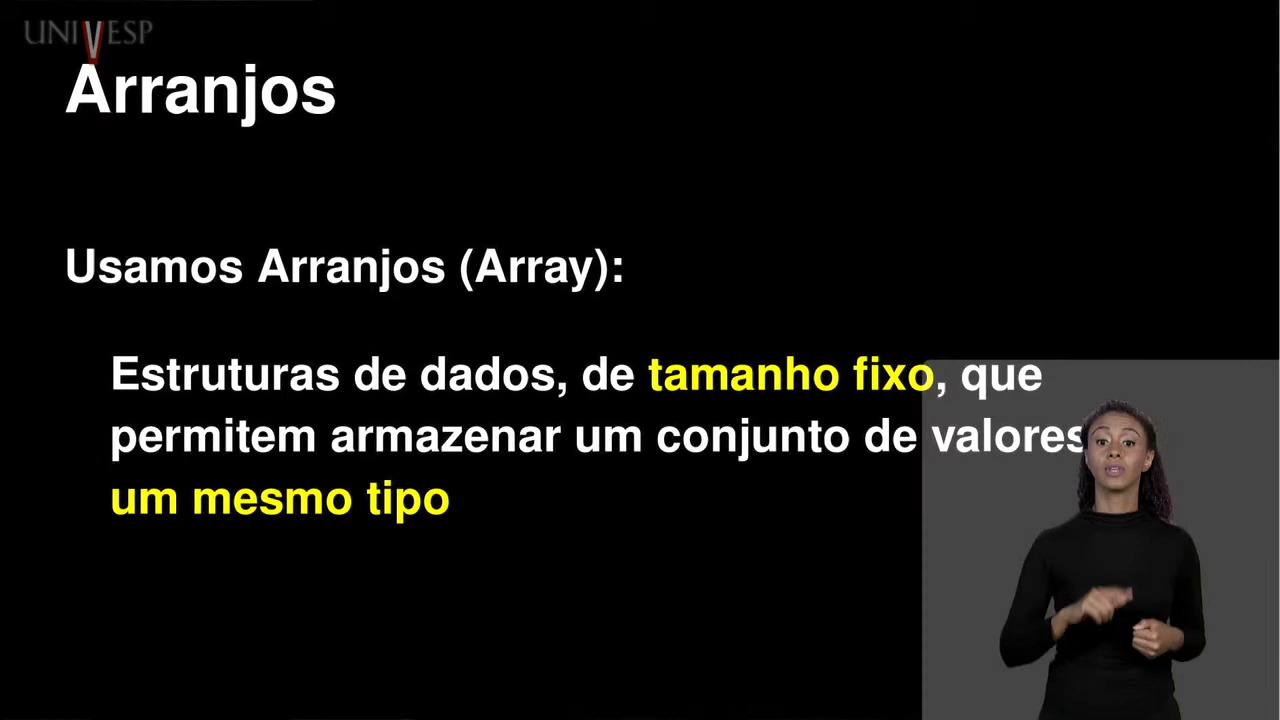 UNIVESP
Arranjos
Usamos Arranjos (Array):
Estruturas de dados, de tamanho fixo, que
permitem armazenar um conjunto de valores
um mesmo tipo